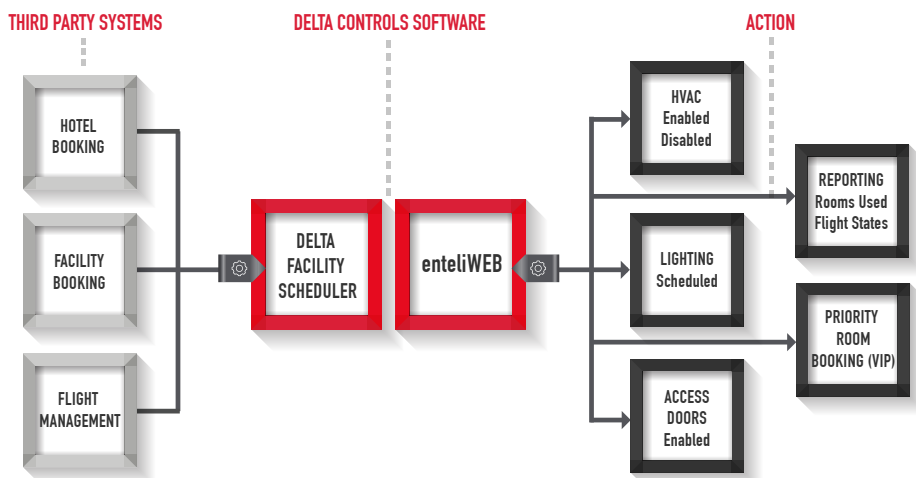 THIRD PARTY SYSTEMS
DELTA CONTROLS SOFTWARE
ACTION
HOTEL
BOOKING
FACILITY
BOOKING
FLIGHT
MANAGEMENT
DELTA
FACILITY
SCHEDULER
enteliWEB
HVAC
Enabled
Disabled
REPORTING
Rooms Used
Flight States
LIGHTING
Scheduled
PRIORITY
ROOM
BOOKING (VIP)
ACCESS
DOORS
Enabled